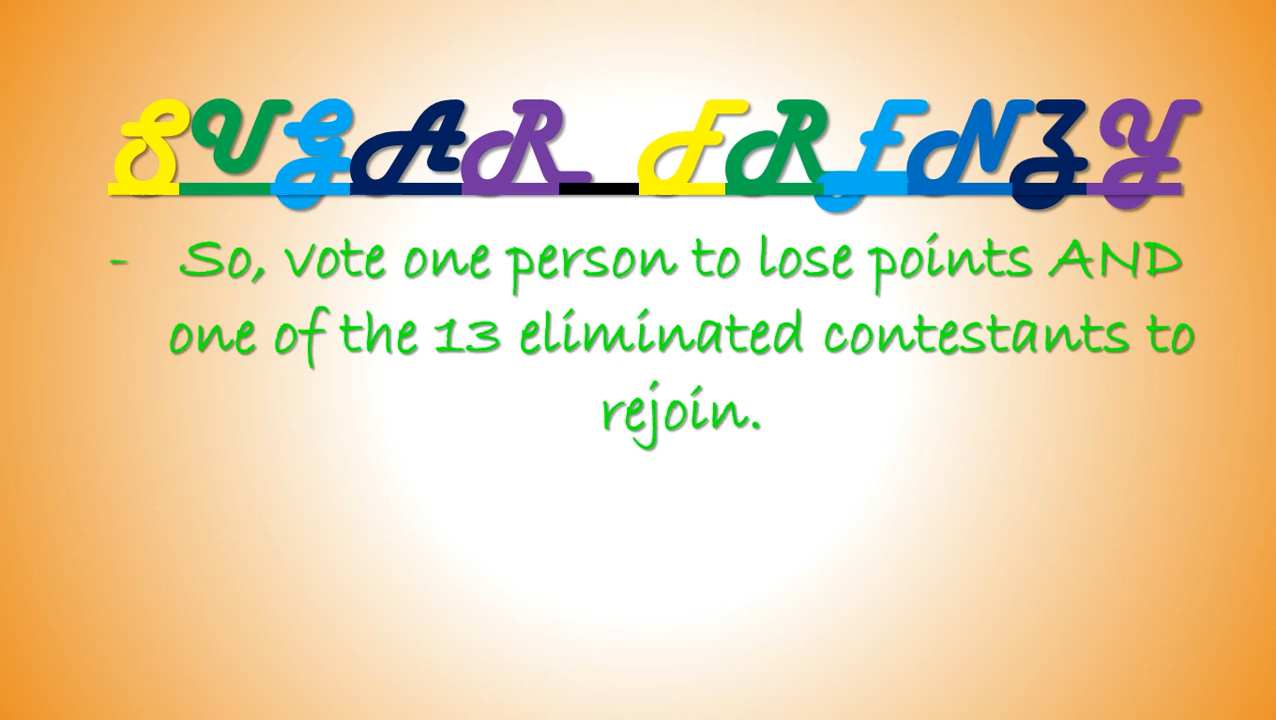 SUGAR FRENZY
- So, vote one person to lose points AND
one of the 13 eliminated contestants to
rejoin.